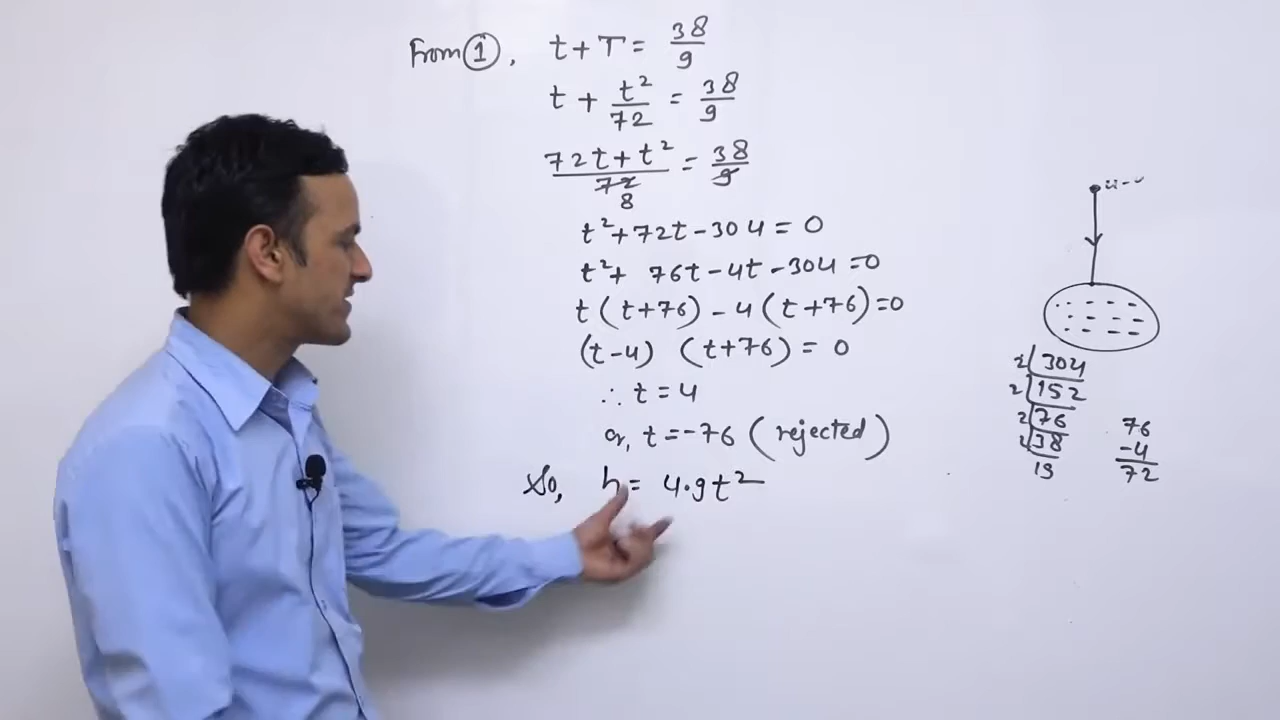 From ①, t + T = 38/9
t + t²/72 = 38/9
72t + t²/72 = 38/9
8
t² + 72t - 304 = 0
t² + 76t - 4t - 304 = 0
t (t + 76) - 4 (t + 76) = 0
(t - 4) (t + 76) = 0
∴ t = 4
or, t = -76 (rejected)
So, h = 4.9t²
2 304
2 152
2 76
2 38
19
76
-4
72